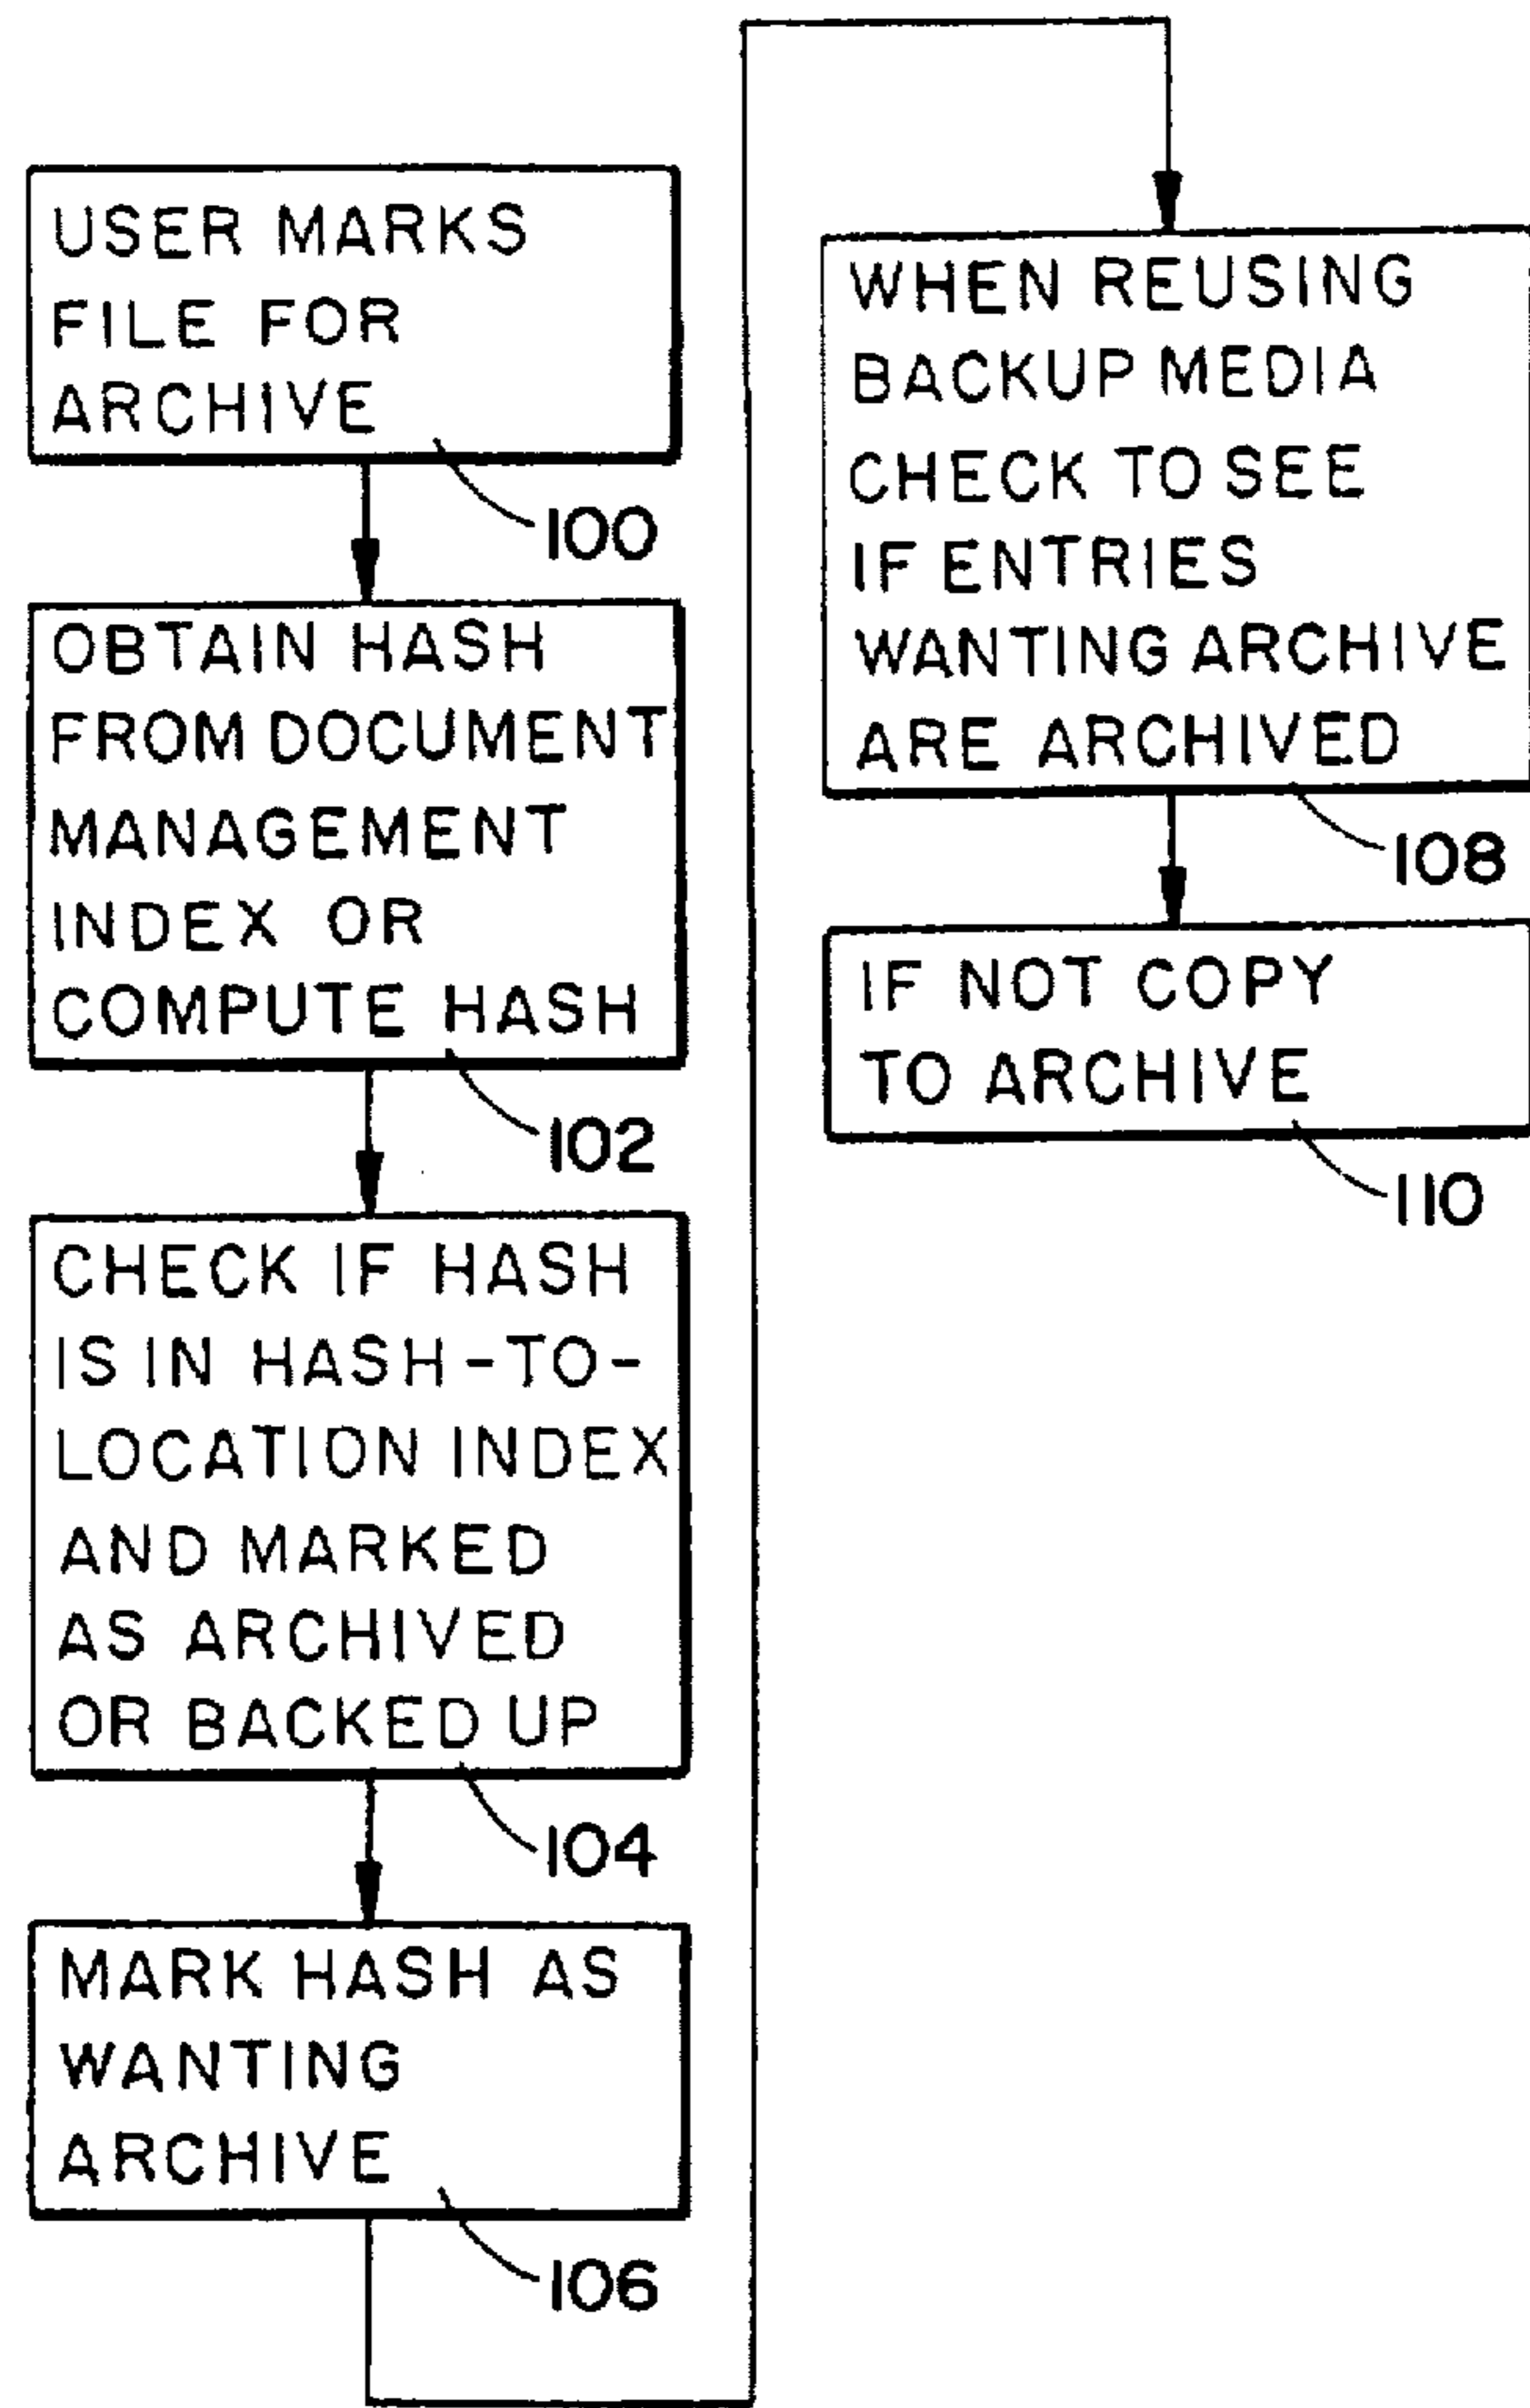 USER MARKS
FILE FOR
ARCHIVE
100
OBTAIN HASH
FROM DOCUMENT
MANAGEMENT
INDEX OR
COMPUTE HASH
102
CHECK IF HASH
IS IN HASH-TO-
LOCATION INDEX
AND MARKED
AS ARCHIVED
OR BACKED UP
104
MARK HASH AS
WANTING
ARCHIVE
106
WHEN REUSING
BACKUP MEDIA
CHECK TO SEE
IF ENTRIES
WANTING ARCHIVE
ARE ARCHIVED
108
IF NOT COPY
TO ARCHIVE
110